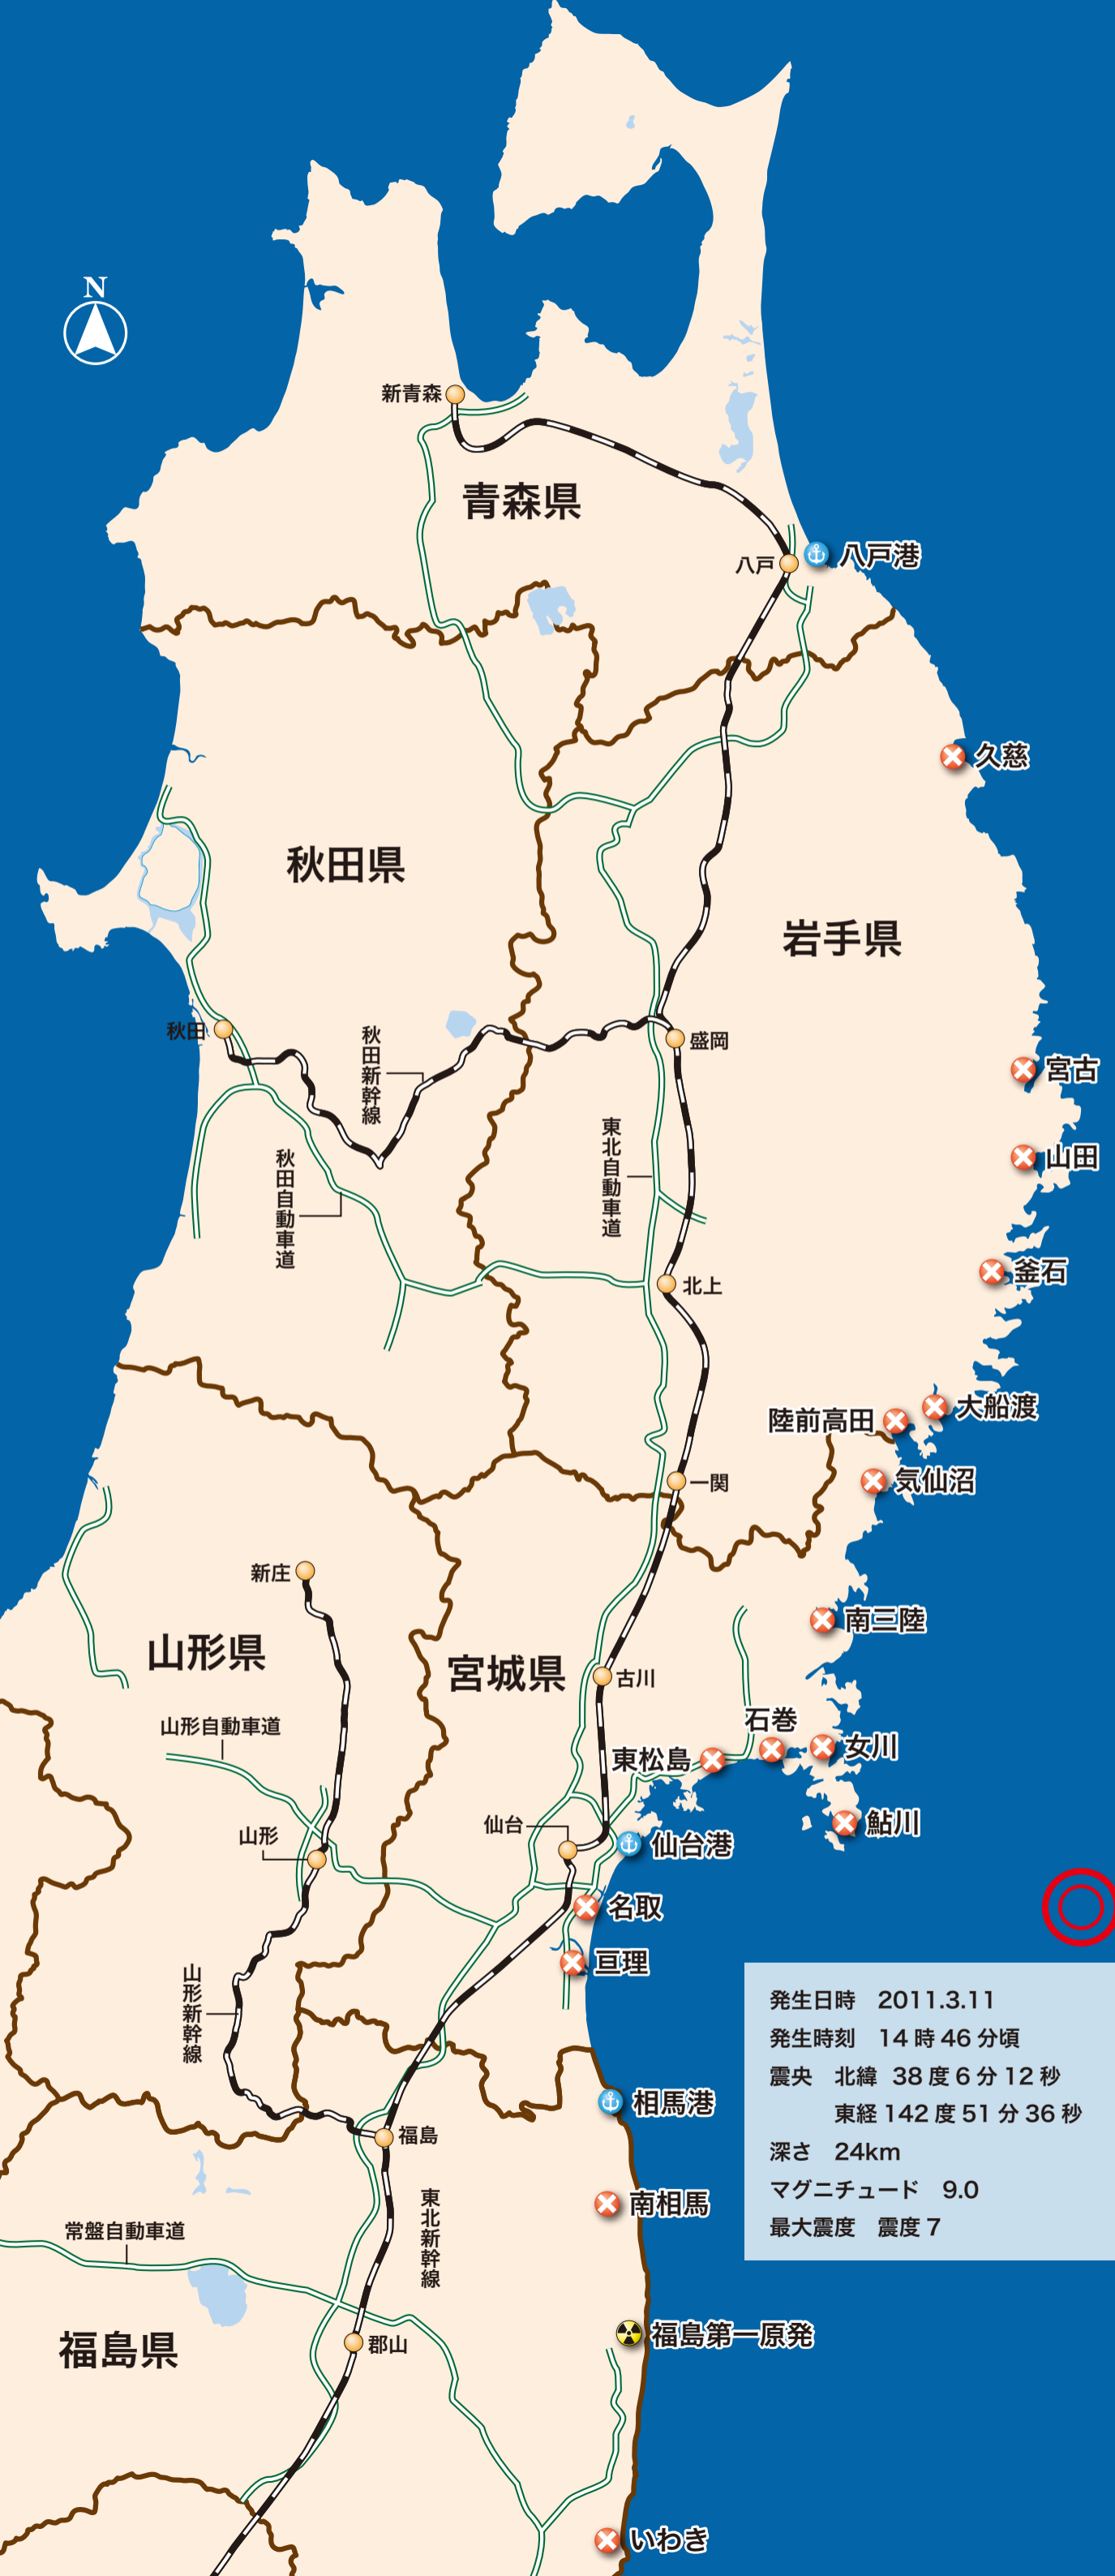 N
新青森
青森県
八戸
八戸港
久慈
秋田県
岩手県
秋田
秋田新幹線
盛岡
宮古
東北自動車道
山田
秋田自動車道
釜石
北上
大船渡
陸前高田
気仙沼
一関
新庄
南三陸
山形県
宮城県
古川
山形自動車道
石巻
女川
東松島
仙台
鮎川
山形
仙台港
名取
亘理
山形新幹線
発生日時 2011.3.11
発生時刻 14時46分頃
震央 北緯 38度6分12秒
東経142度51分36秒
深さ 24km
マグニチュード 9.0
最大震度 震度7
相馬港
福島
南相馬
東北新幹線
常盤自動車道
福島第一原発
福島県
郡山
いわき